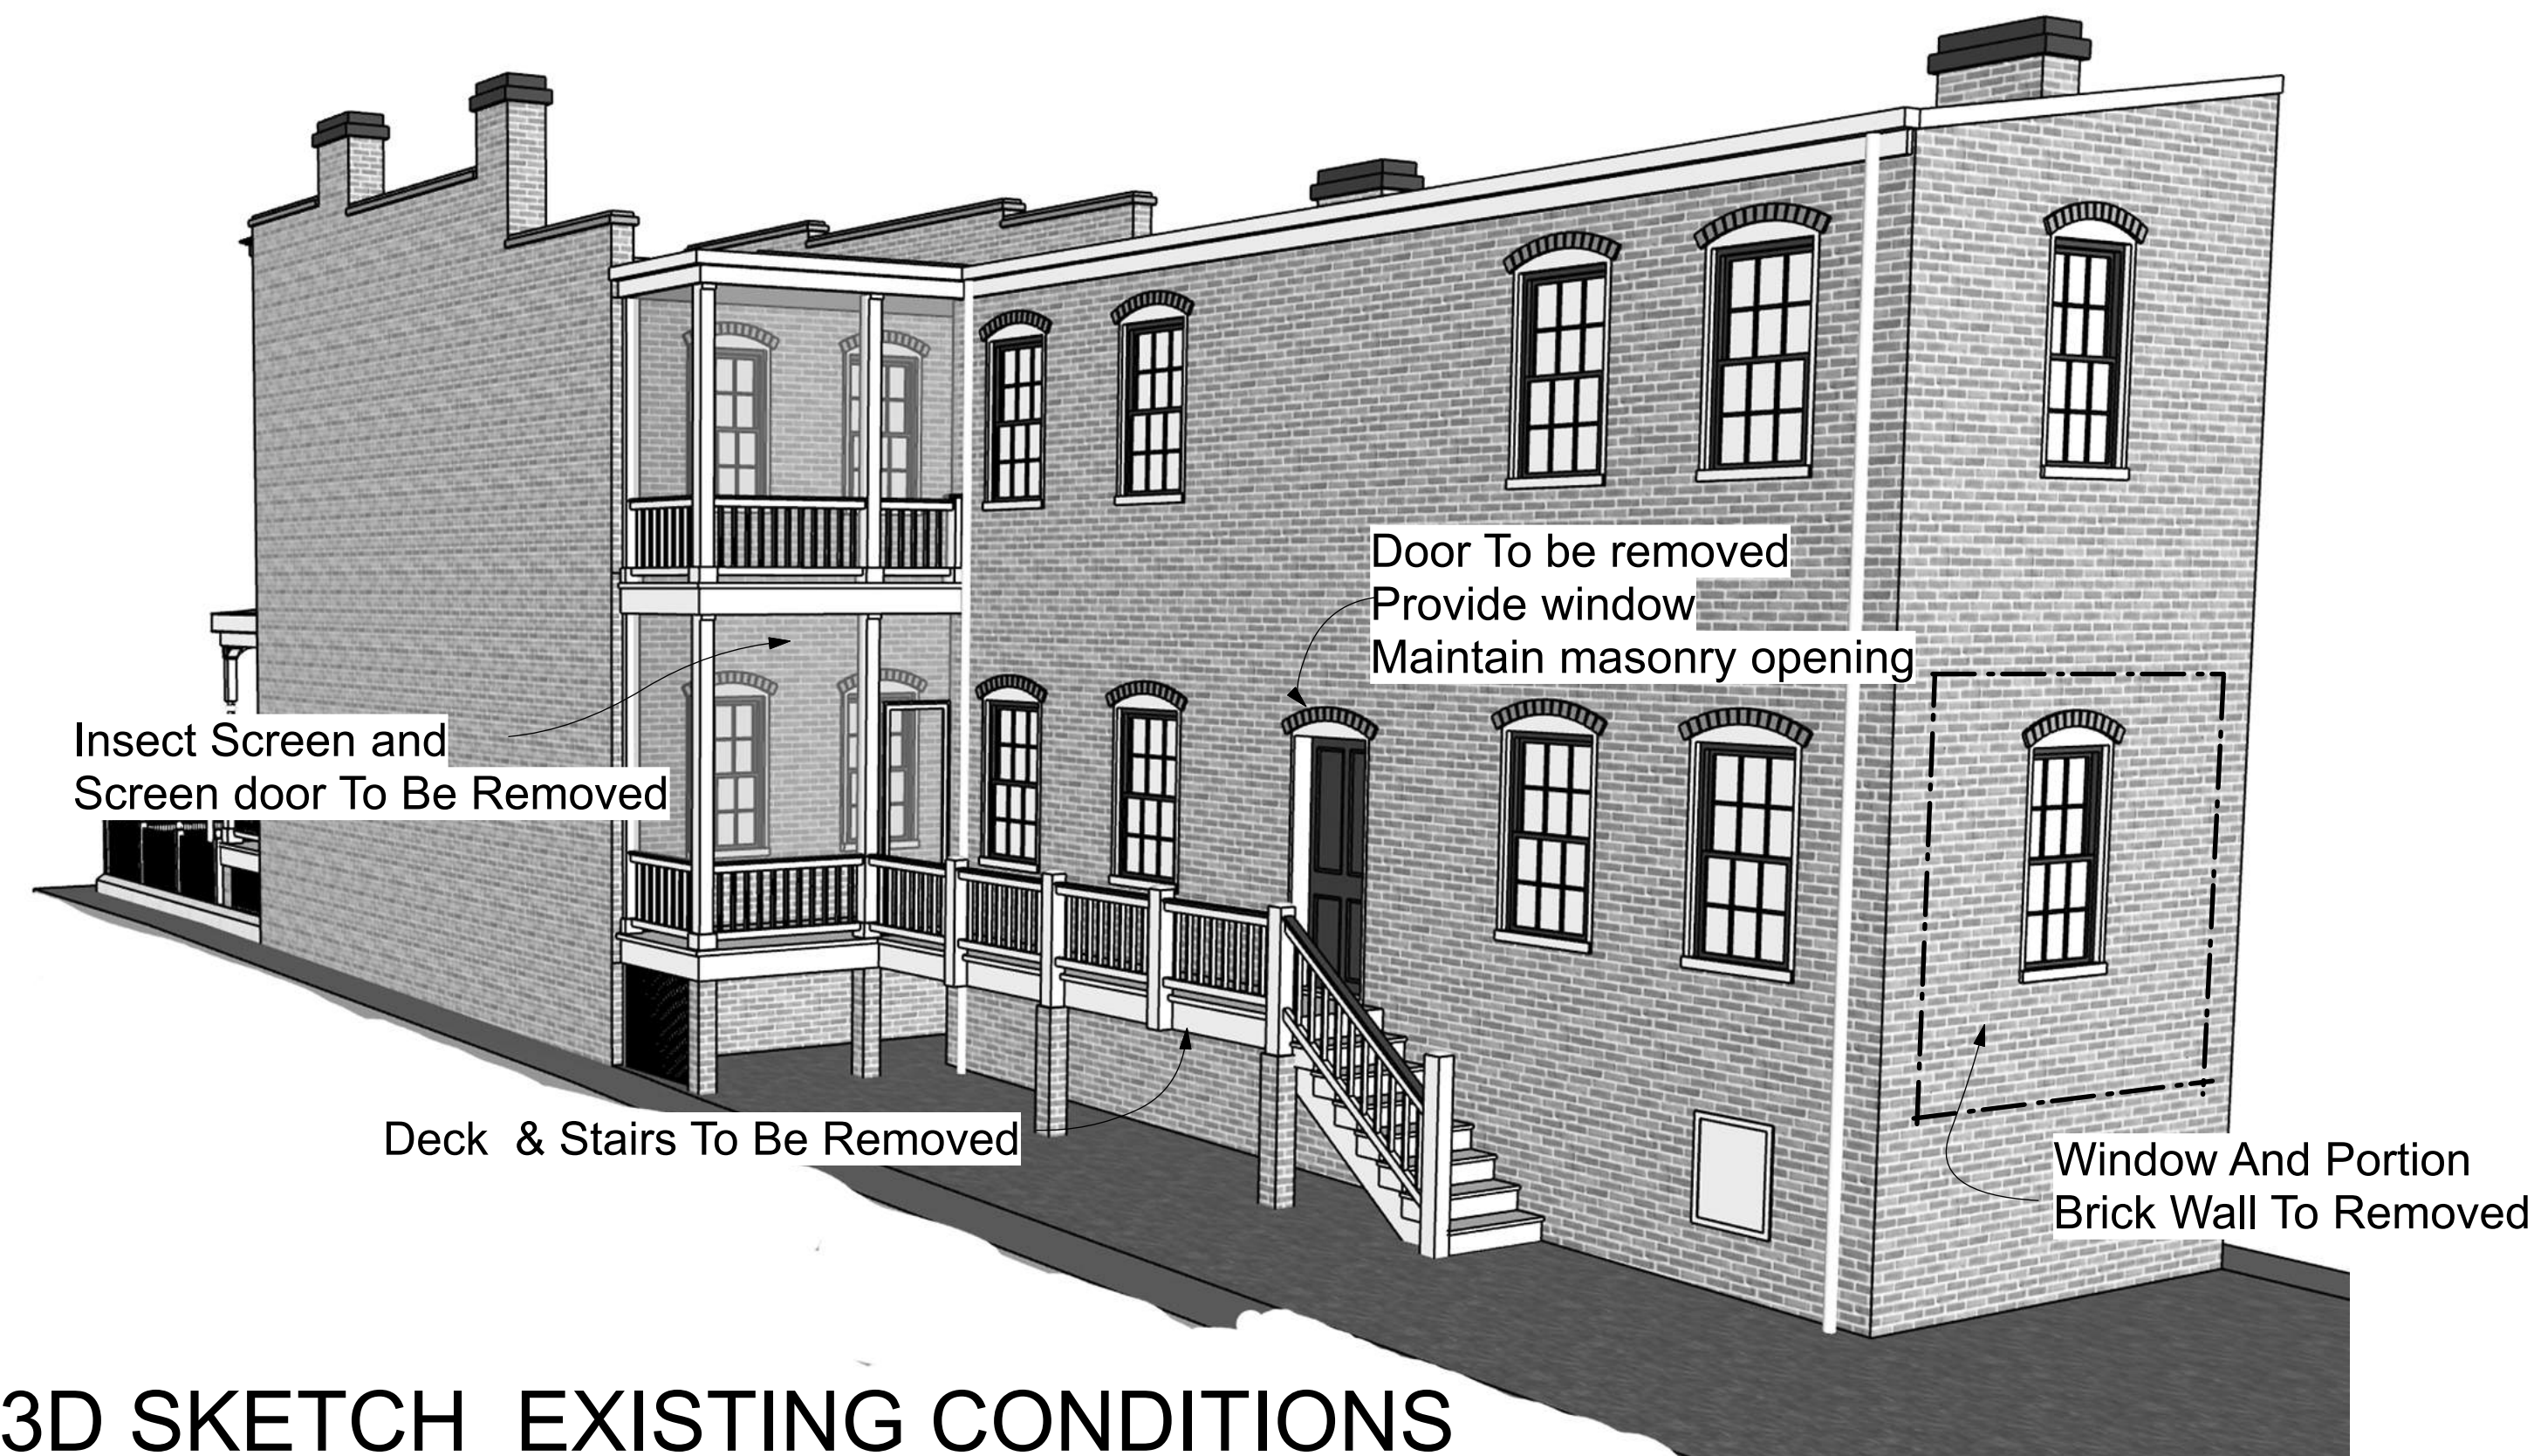 Door To be removed
Provide window
Maintain masonry opening
Insect Screen and
Screen door To Be Removed
Deck & Stairs To Be Removed
Window And Portion
Brick Wall To Removed
3D SKETCH EXISTING CONDITIONS